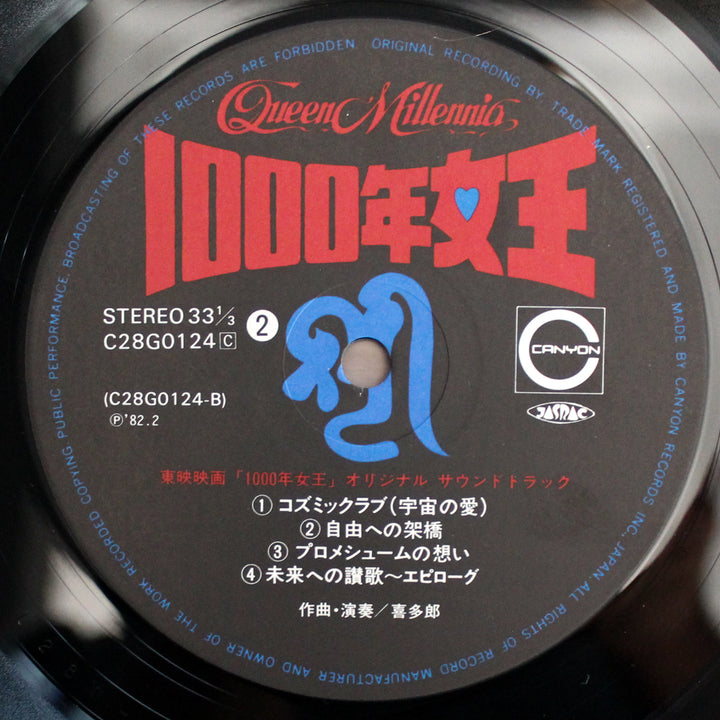 Queen Millennia
1000年女王
STEREO 33 1/3
C28G0124 C
2
(C28G0124-B)
Ⓟ'82.2
CANYON
JASRAC
東映映画「1000年女王」オリジナル サウンドトラック
① コズミックラブ(宇宙の愛)
② 自由への架橋
③ プロメシュームの想い
④ 未来への讃歌〜エピローグ
作曲・演奏/喜多郎
ORIGINAL RECORDING BY, TRADE MARK REGISTERED AND MADE BY CANYON RECORDS INC., JAPAN. ALL RIGHTS OF RECORD MANUFACTURER AND OWNER OF THE WORK RECORDED COPYING PUBLIC PERFORMANCE, BROADCASTING OF THESE RECORDS ARE FORBIDDEN